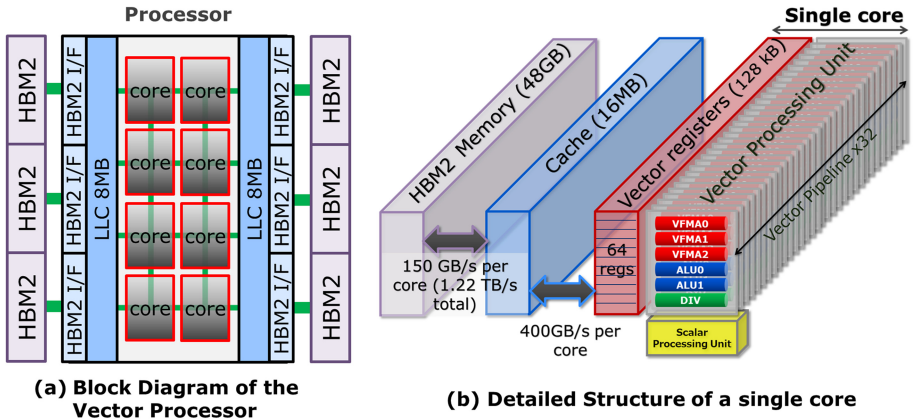 Processor
HBM2
HBM2
HBM2
HBM2 I/F
HBM2 I/F
HBM2 I/F
LLC 8MB
core
core
core
core
core
core
core
core
LLC 8MB
HBM2 I/F
HBM2 I/F
HBM2 I/F
HBM2
HBM2
HBM2
(a) Block Diagram of the
Vector Processor
Single core
HBM2 Memory (48GB)
Cache (16MB)
Vector registers (128 kB)
Vector Processing Unit
Vector Pipeline x32
150 GB/s per
core (1.22 TB/s
total)
400GB/s per
core
64
regs
VFMA0
VFMA1
VFMA2
ALU0
ALU1
DIV
Scalar
Processing Unit
(b) Detailed Structure of a single core